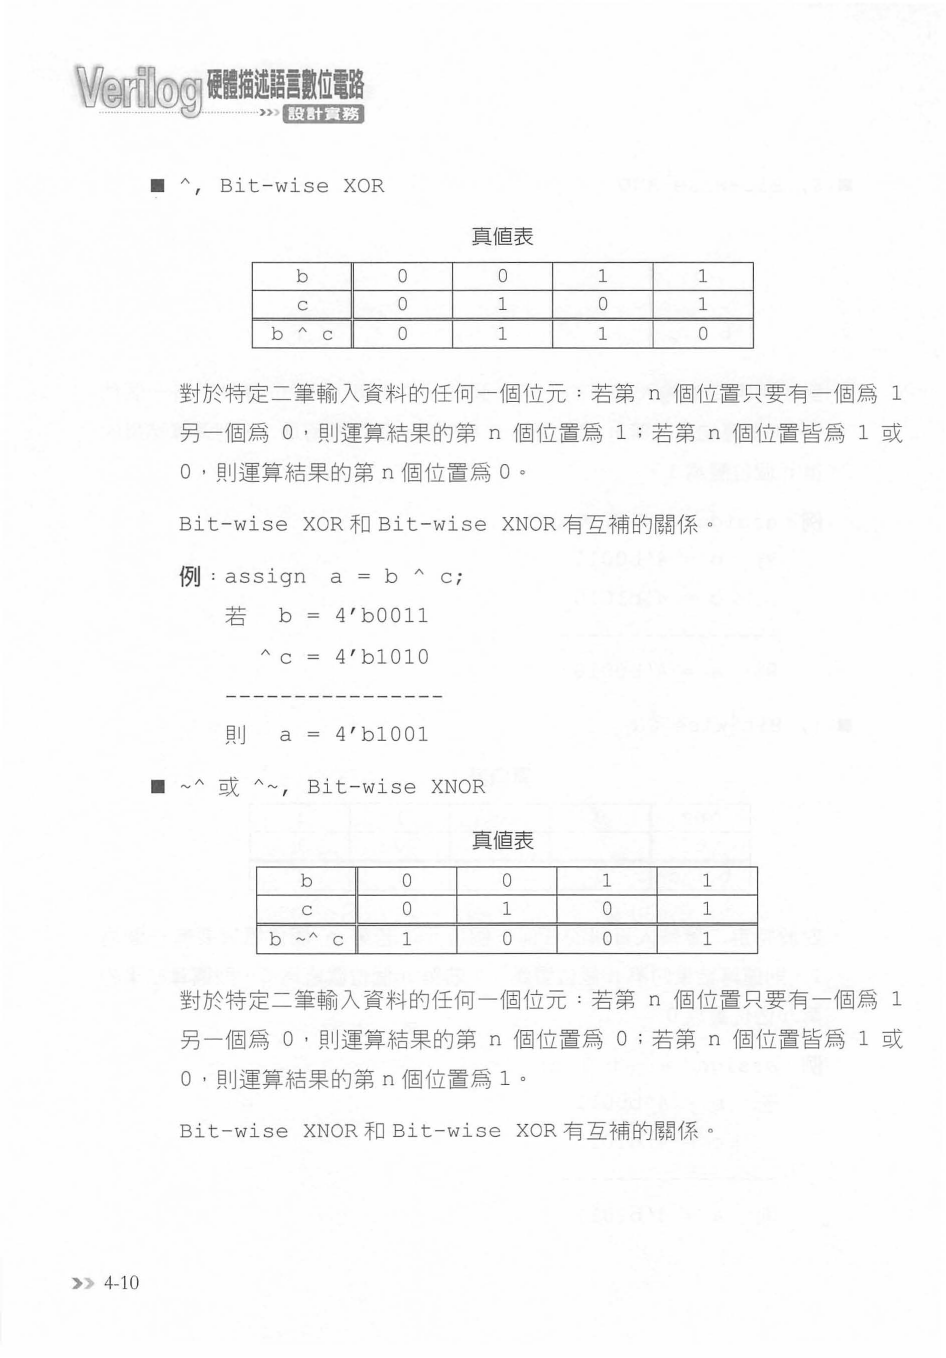 Verilog 硬體描述語言數位電路
>>> 設計實務
■ ^, Bit-wise XOR
真值表
b 0 0 1 1
c 0 1 0 1
b ^ c 0 1 1 0
對於特定二筆輸入資料的任何一個位元：若第 n 個位置只要有一個爲 1
另一個爲 0，則運算結果的第 n 個位置爲 1；若第 n 個位置皆爲 1 或
0，則運算結果的第 n 個位置爲 0。
Bit-wise XOR 和 Bit-wise XNOR 有互補的關係。
例：assign a = b ^ c;
若 b = 4'b0011
^ c = 4'b1010
----------------
則 a = 4'b1001
■ ~^ 或 ^~, Bit-wise XNOR
真值表
b 0 0 1 1
c 0 1 0 1
b ~^ c 1 0 0 1
對於特定二筆輸入資料的任何一個位元：若第 n 個位置只要有一個爲 1
另一個爲 0，則運算結果的第 n 個位置爲 0；若第 n 個位置皆爲 1 或
0，則運算結果的第 n 個位置爲 1。
Bit-wise XNOR 和 Bit-wise XOR 有互補的關係。
>> 4-10